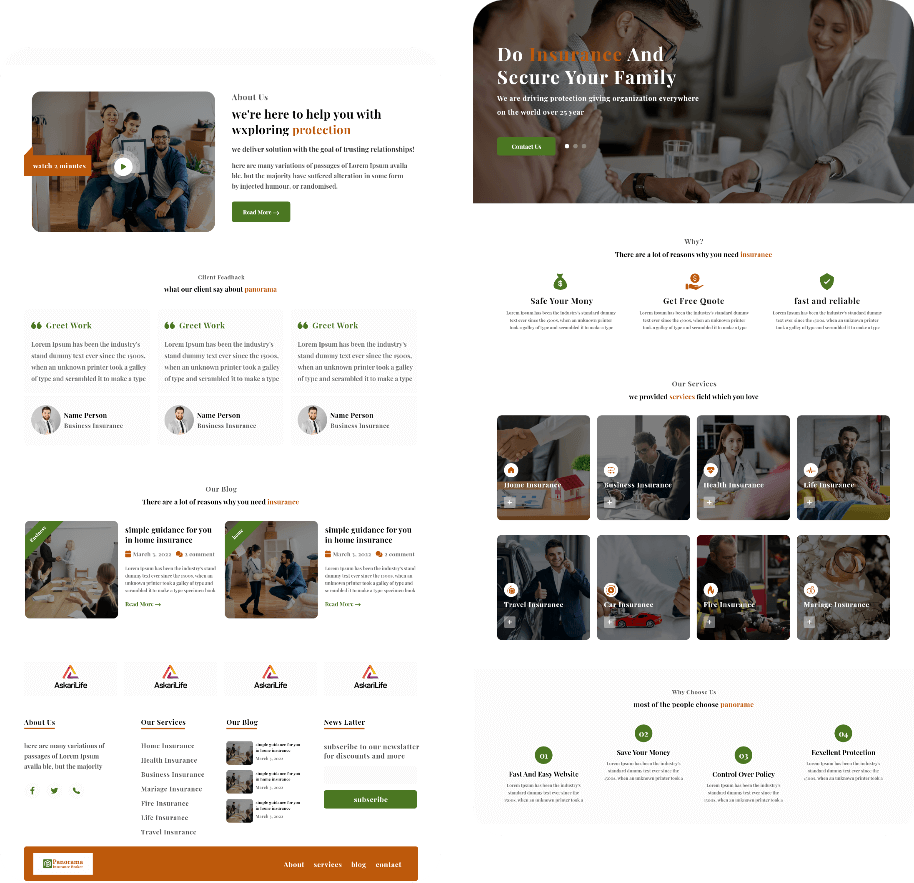 About Us
we're here to help you with
wxploring protection
we deliver solution with the goal of trusting relationships!
here are many variations of passages of Lorem Ipsum availa
ble, but the majority have suffered alteration in some form
by injected humour, or randomised.
watch 2 minutes
Read More →
Client Feedback
what our client say about panorama
Greet Work
Lorem Ipsum has been the industry's
stand dummy text ever since the 1500s,
when an unknown printer took a galley
of type and scrambled it to make a type
Name Person
Business Insurance
Greet Work
Lorem Ipsum has been the industry's
stand dummy text ever since the 1500s,
when an unknown printer took a galley
of type and scrambled it to make a type
Name Person
Business Insurance
Greet Work
Lorem Ipsum has been the industry's
stand dummy text ever since the 1500s,
when an unknown printer took a galley
of type and scrambled it to make a type
Name Person
Business Insurance
Our Blog
There are a lot of reasons why you need insurance
Business
simple guidance for you
in home insurance
March 5, 2022 2 comment
Lorem Ipsum has been the industry's stand
dummy text ever since the 1500s, when an
unknown printer took a galley of type and
scrambled it to make a type specimen book
Read More →
home
simple guidance for you
in home insurance
March 5, 2022 2 comment
Lorem Ipsum has been the industry's stand
dummy text ever since the 1500s, when an
unknown printer took a galley of type and
scrambled it to make a type specimen book
Read More →
AskariLife
AskariLife
AskariLife
AskariLife
About Us
here are many variations of
passages of Lorem Ipsum
availa ble, but the majority
Our Services
Home Insurance
Health Insurance
Business Insurance
Mariage Insurance
Fire Insurance
Life Insurance
Travel Insurance
Our Blog
simple guidance for you
in home insurance
March 5, 2022
simple guidance for you
in home insurance
March 5, 2022
simple guidance for you
in home insurance
March 5, 2022
News Latter
subscribe to our newsletter
for discounts and more
subscribe
Panorama
Insurance Broker
About services blog contact
Do Insurance And
Secure Your Family
We are driving protection giving organization everywhere
on the world over 25 year
Contact Us
Why?
There are a lot of reasons why you need insurance
Safe Your Mony
Lorem Ipsum has been the industry's standard dummy
text ever since the 1500s, when an unknown printer
took a galley of type and scrambled it to make a type
Get Free Quote
Lorem Ipsum has been the industry's standard dummy
text ever since the 1500s, when an unknown printer
took a galley of type and scrambled it to make a type
fast and reliable
Lorem Ipsum has been the industry's standard dummy
text ever since the 1500s, when an unknown printer
took a galley of type and scrambled it to make a type
Our Services
we provided services field which you love
Home Insurance
Business Insurance
Health Insurance
Life Insurance
Travel Insurance
Car Insurance
Fire Insurance
Mariage Insurance
Why Choose Us
most of the people choose panorame
01
Fast And Easy Website
Lorem Ipsum has been the industry's
standard dummy text ever since the
1500s, when an unknown printer took a
02
Save Your Money
Lorem Ipsum has been the industry's
standard dummy text ever since the
1500s, when an unknown printer took a
03
Control Over Policy
Lorem Ipsum has been the industry's
standard dummy text ever since the
1500s, when an unknown printer took a
04
Excellent Protection
Lorem Ipsum has been the industry's
standard dummy text ever since the
1500s, when an unknown printer took a